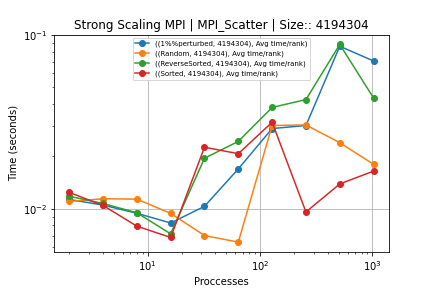 Strong Scaling MPI | MPI_Scatter | Size:: 4194304
((1%%perturbed, 4194304), Avg time/rank)
((Random, 4194304), Avg time/rank)
((ReverseSorted, 4194304), Avg time/rank)
((Sorted, 4194304), Avg time/rank)
Time (seconds)
10⁻¹
10⁻²
10¹ 10² 10³
Proccesses